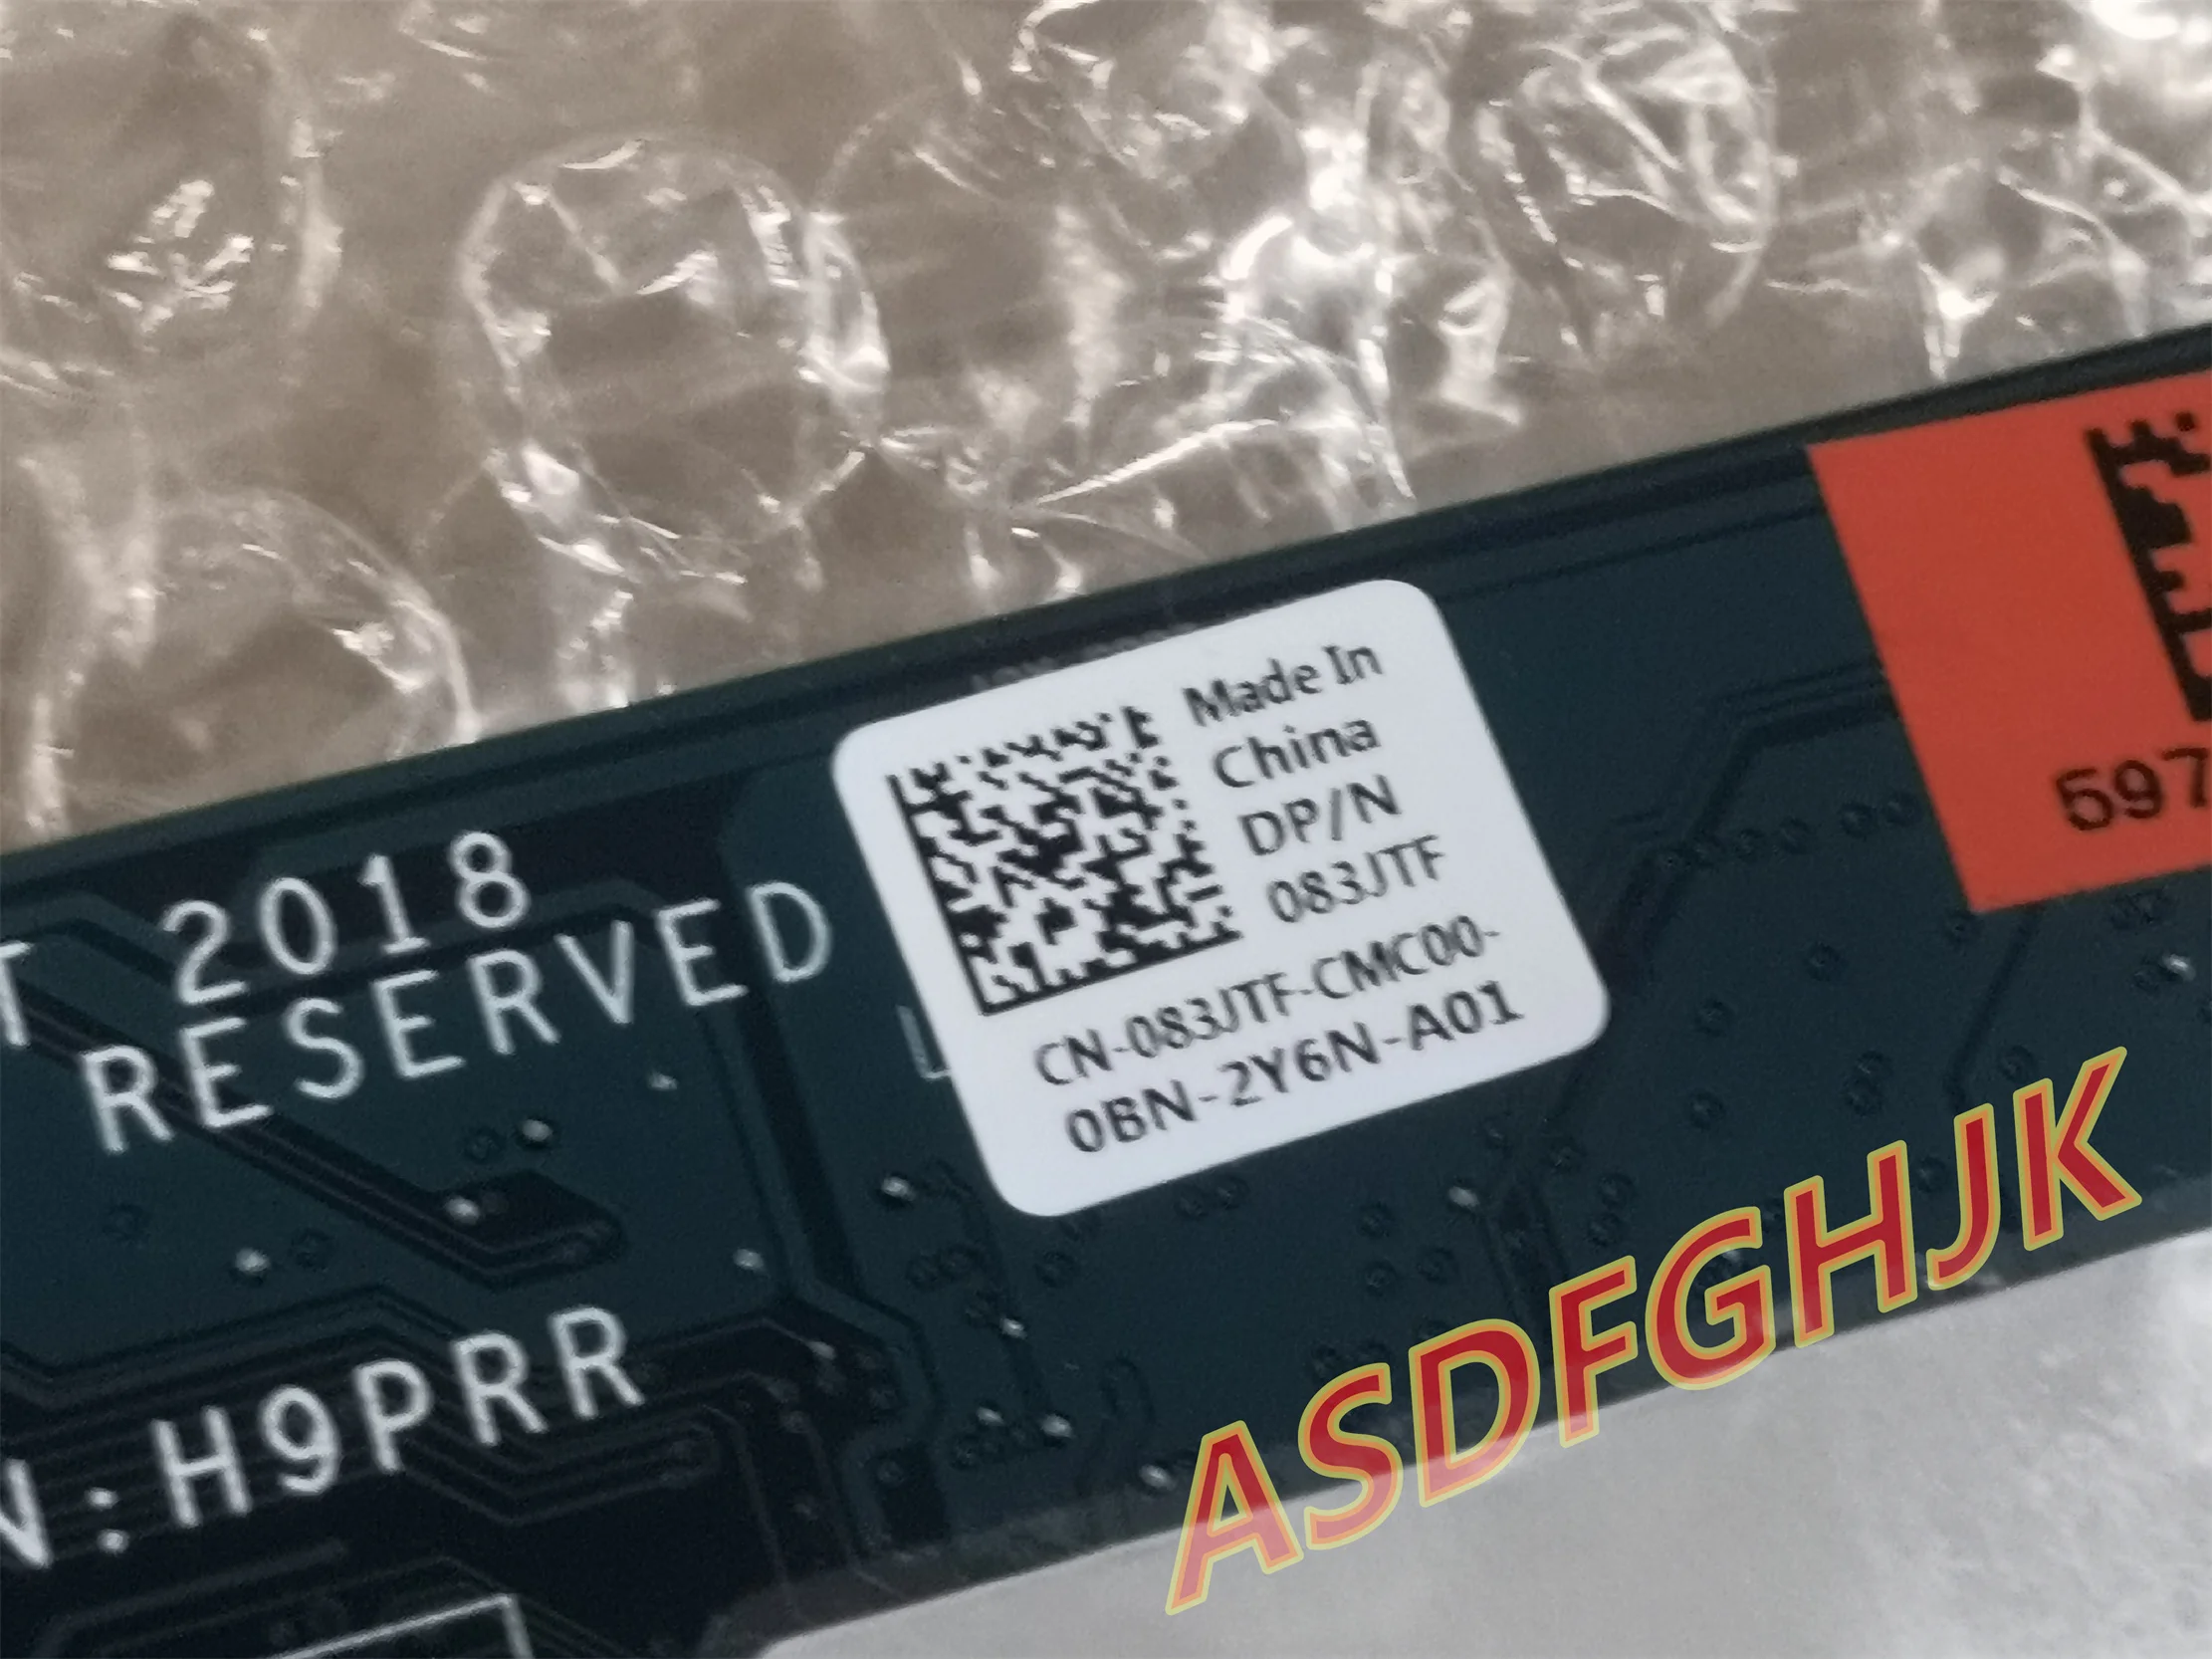 T 2018
RESERVED
Made In
China
DP/N
083JTF
CN-083JTF-CMC00-
0BN-2Y6N-A01
597
N:H9PRR
ASDFGHJK